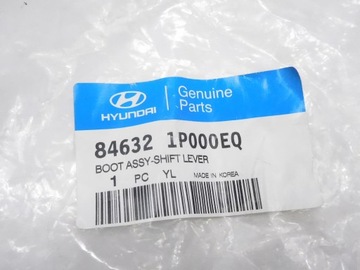 HYUNDAI
Genuine
Parts
84632 1P000EQ
BOOT ASSY-SHIFT LEVER
1 PC YL MADE IN KOREA